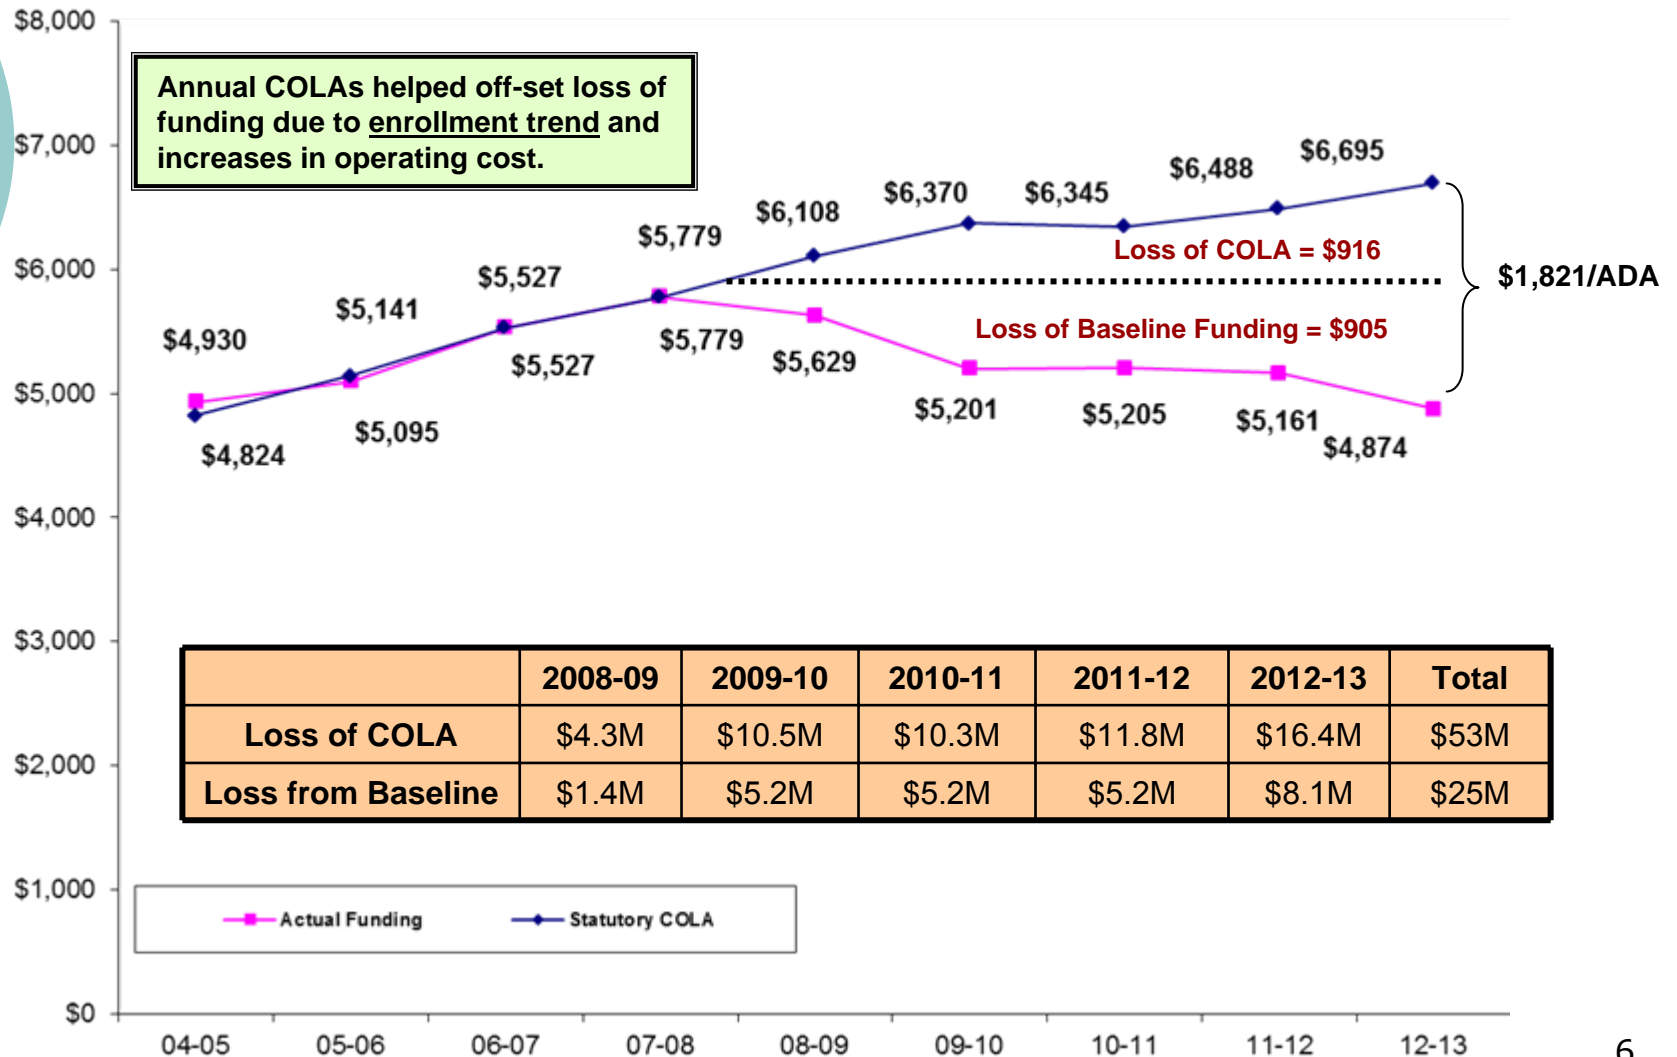 $8,000
Annual COLAs helped off-set loss of
funding due to enrollment trend and
increases in operating cost.
$7,000
$6,000
$5,000
$4,000
$3,000
$2,000
$1,000
$0
$4,930
$5,141
$5,527
$5,779
$6,108
$6,370
$6,345
$6,488
$6,695
$4,824
$5,095
$5,527
$5,779
$5,629
$5,201
$5,205
$5,161
$4,874
Loss of COLA = $916
Loss of Baseline Funding = $905
$1,821/ADA
2008-09 2009-10 2010-11 2011-12 2012-13 Total
Loss of COLA $4.3M $10.5M $10.3M $11.8M $16.4M $53M
Loss from Baseline $1.4M $5.2M $5.2M $5.2M $8.1M $25M
Actual Funding Statutory COLA
04-05 05-06 06-07 07-08 08-09 09-10 10-11 11-12 12-13
6